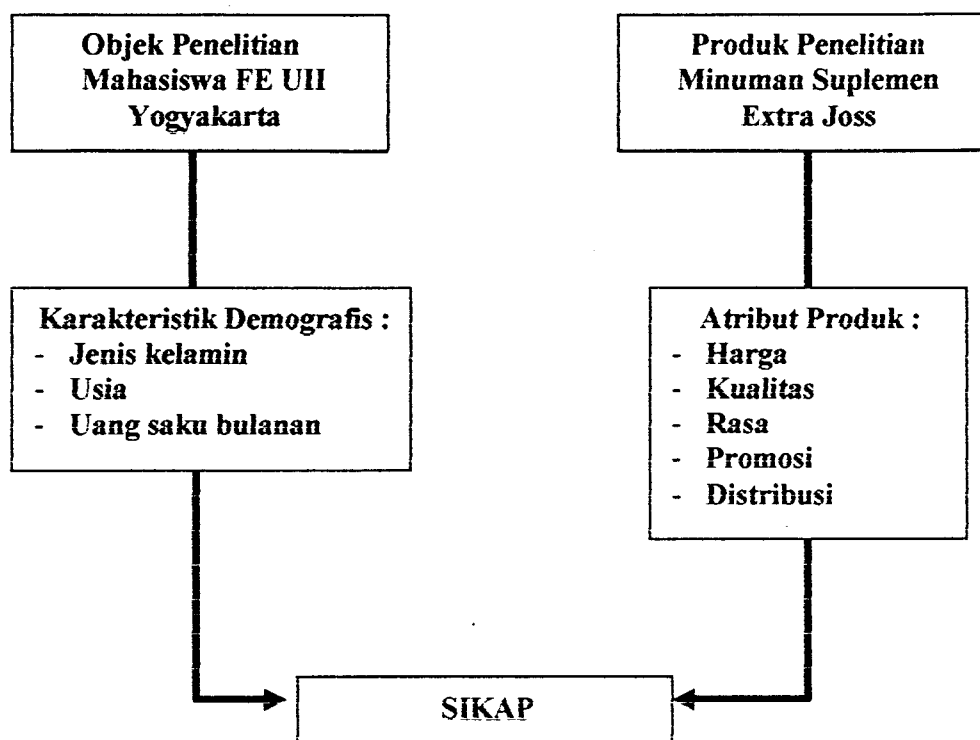 Objek Penelitian
Mahasiswa FE UII
Yogyakarta
Produk Penelitian
Minuman Suplemen
Extra Joss
Karakteristik Demografis :
- Jenis kelamin
- Usia
- Uang saku bulanan
Atribut Produk :
- Harga
- Kualitas
- Rasa
- Promosi
- Distribusi
SIKAP